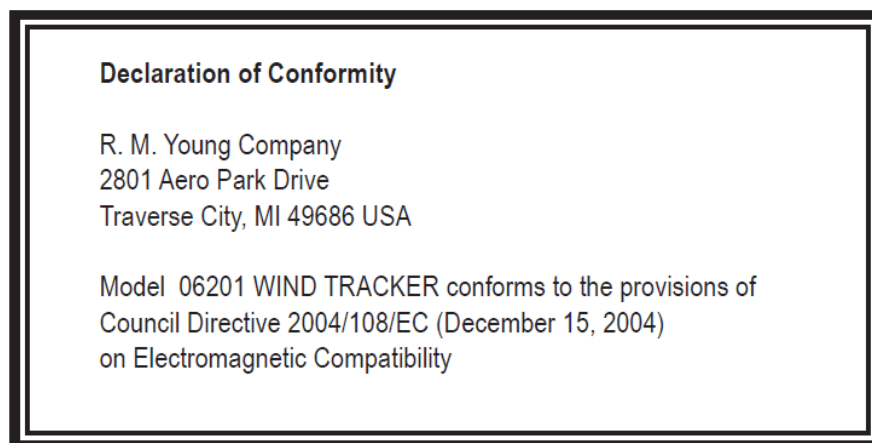 Declaration of Conformity
R. M. Young Company
2801 Aero Park Drive
Traverse City, MI 49686 USA
Model  06201 WIND TRACKER conforms to the provisions of
Council Directive 2004/108/EC (December 15, 2004)
on Electromagnetic Compatibility